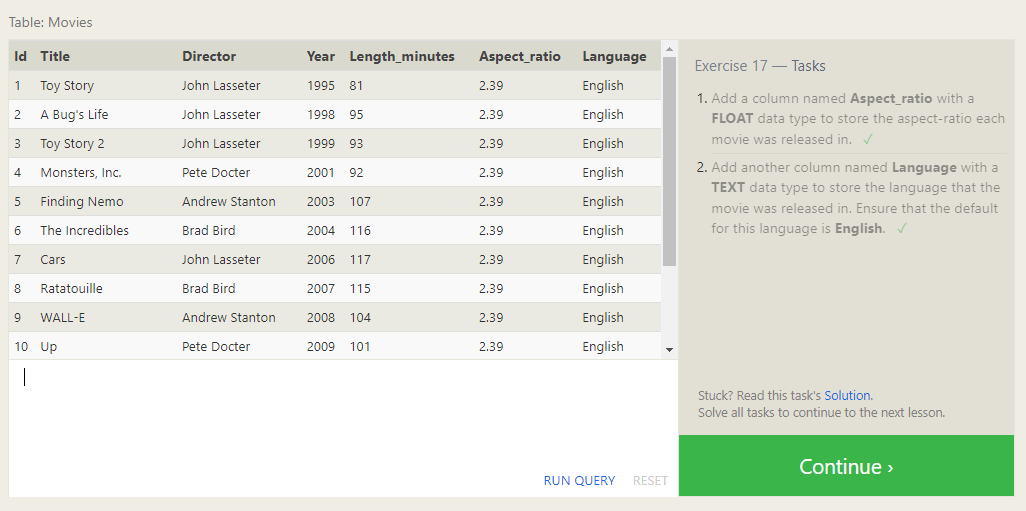 Table: Movies
Id Title Director Year Length_minutes Aspect_ratio Language
1 Toy Story John Lasseter 1995 81 2.39 English
2 A Bug's Life John Lasseter 1998 95 2.39 English
3 Toy Story 2 John Lasseter 1999 93 2.39 English
4 Monsters, Inc. Pete Docter 2001 92 2.39 English
5 Finding Nemo Andrew Stanton 2003 107 2.39 English
6 The Incredibles Brad Bird 2004 116 2.39 English
7 Cars John Lasseter 2006 117 2.39 English
8 Ratatouille Brad Bird 2007 115 2.39 English
9 WALL-E Andrew Stanton 2008 104 2.39 English
10 Up Pete Docter 2009 101 2.39 English
RUN QUERY RESET
Exercise 17 — Tasks
1. Add a column named Aspect_ratio with a
FLOAT data type to store the aspect-ratio each
movie was released in. ✓
2. Add another column named Language with a
TEXT data type to store the language that the
movie was released in. Ensure that the default
for this language is English. ✓
Stuck? Read this task's Solution.
Solve all tasks to continue to the next lesson.
Continue ›